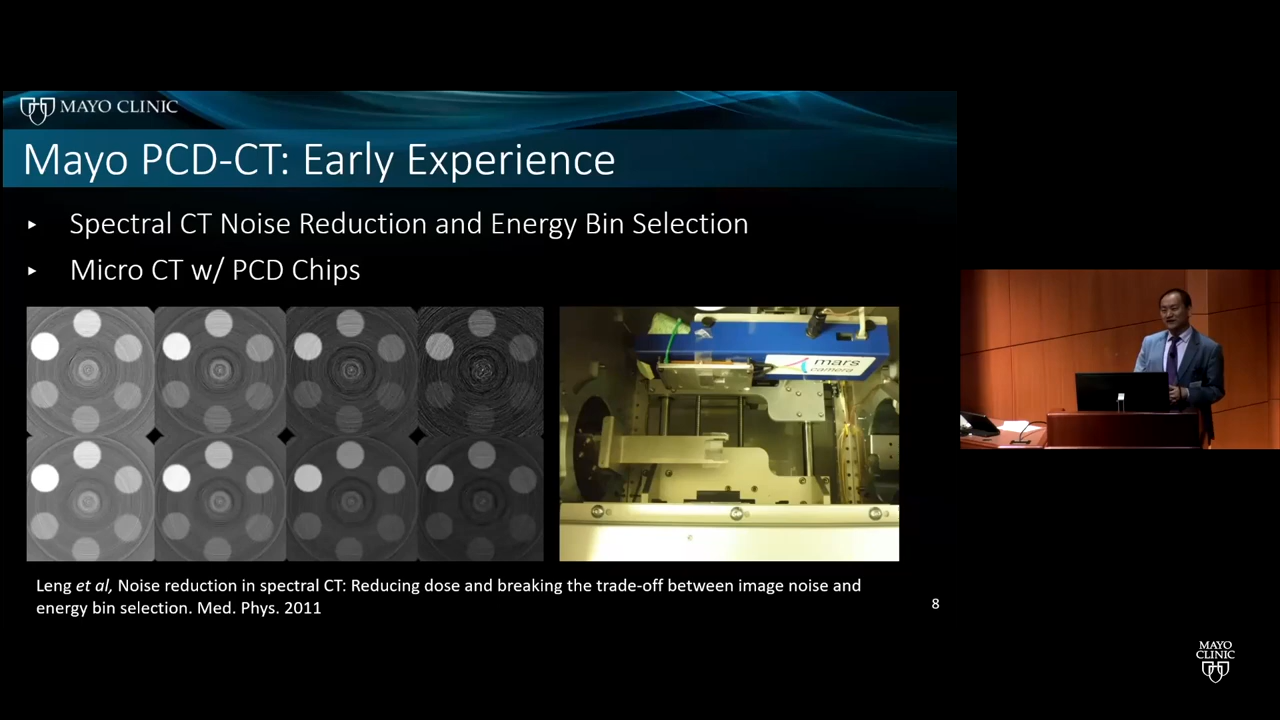 MAYO CLINIC
Mayo PCD-CT: Early Experience
▸ Spectral CT Noise Reduction and Energy Bin Selection
▸ Micro CT w/ PCD Chips
mars
camera
Leng et al, Noise reduction in spectral CT: Reducing dose and breaking the trade-off between image noise and
energy bin selection. Med. Phys. 2011
8
MAYO
CLINIC